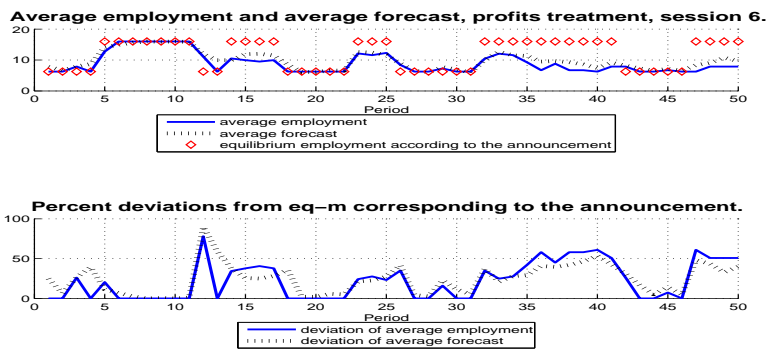 Average employment and average forecast, profits treatment, session 6.
20
10
0
0 5 10 15 20 25 30 35 40 45 50
Period
average employment
average forecast
equilibrium employment according to the announcement
Percent deviations from eq−m corresponding to the announcement.
100
50
0
0 5 10 15 20 25 30 35 40 45 50
Period
deviation of average employment
deviation of average forecast